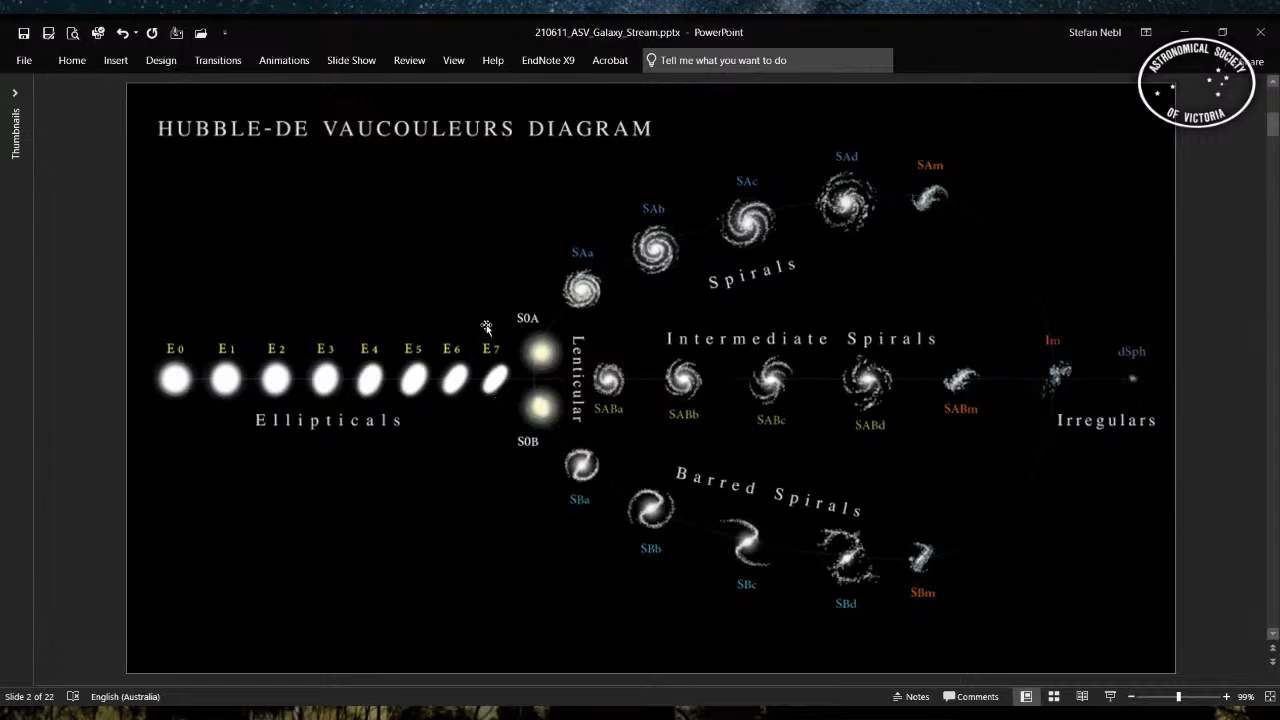 210611_ASV_Galaxy_Stream.pptx - PowerPoint
Stefan Nebl
File Home Insert Design Transitions Animations Slide Show Review View Help EndNote X9 Acrobat Tell me what you want to do
ASTRONOMICAL SOCIETY
OF VICTORIA
Thumbnails
HUBBLE-DE VAUCOULEURS DIAGRAM
SAa
SAb
SAc
SAd
SAm
Spirals
S0A
E0 E1 E2 E3 E4 E5 E6 E7
Ellipticals
S0B
Lenticular
Intermediate Spirals
SABa
SABb
SABc
SABd
SABm
Im
dSph
Irregulars
Barred Spirals
SBa
SBb
SBc
SBd
SBm
Slide 2 of 22 English (Australia) Notes Comments 99%